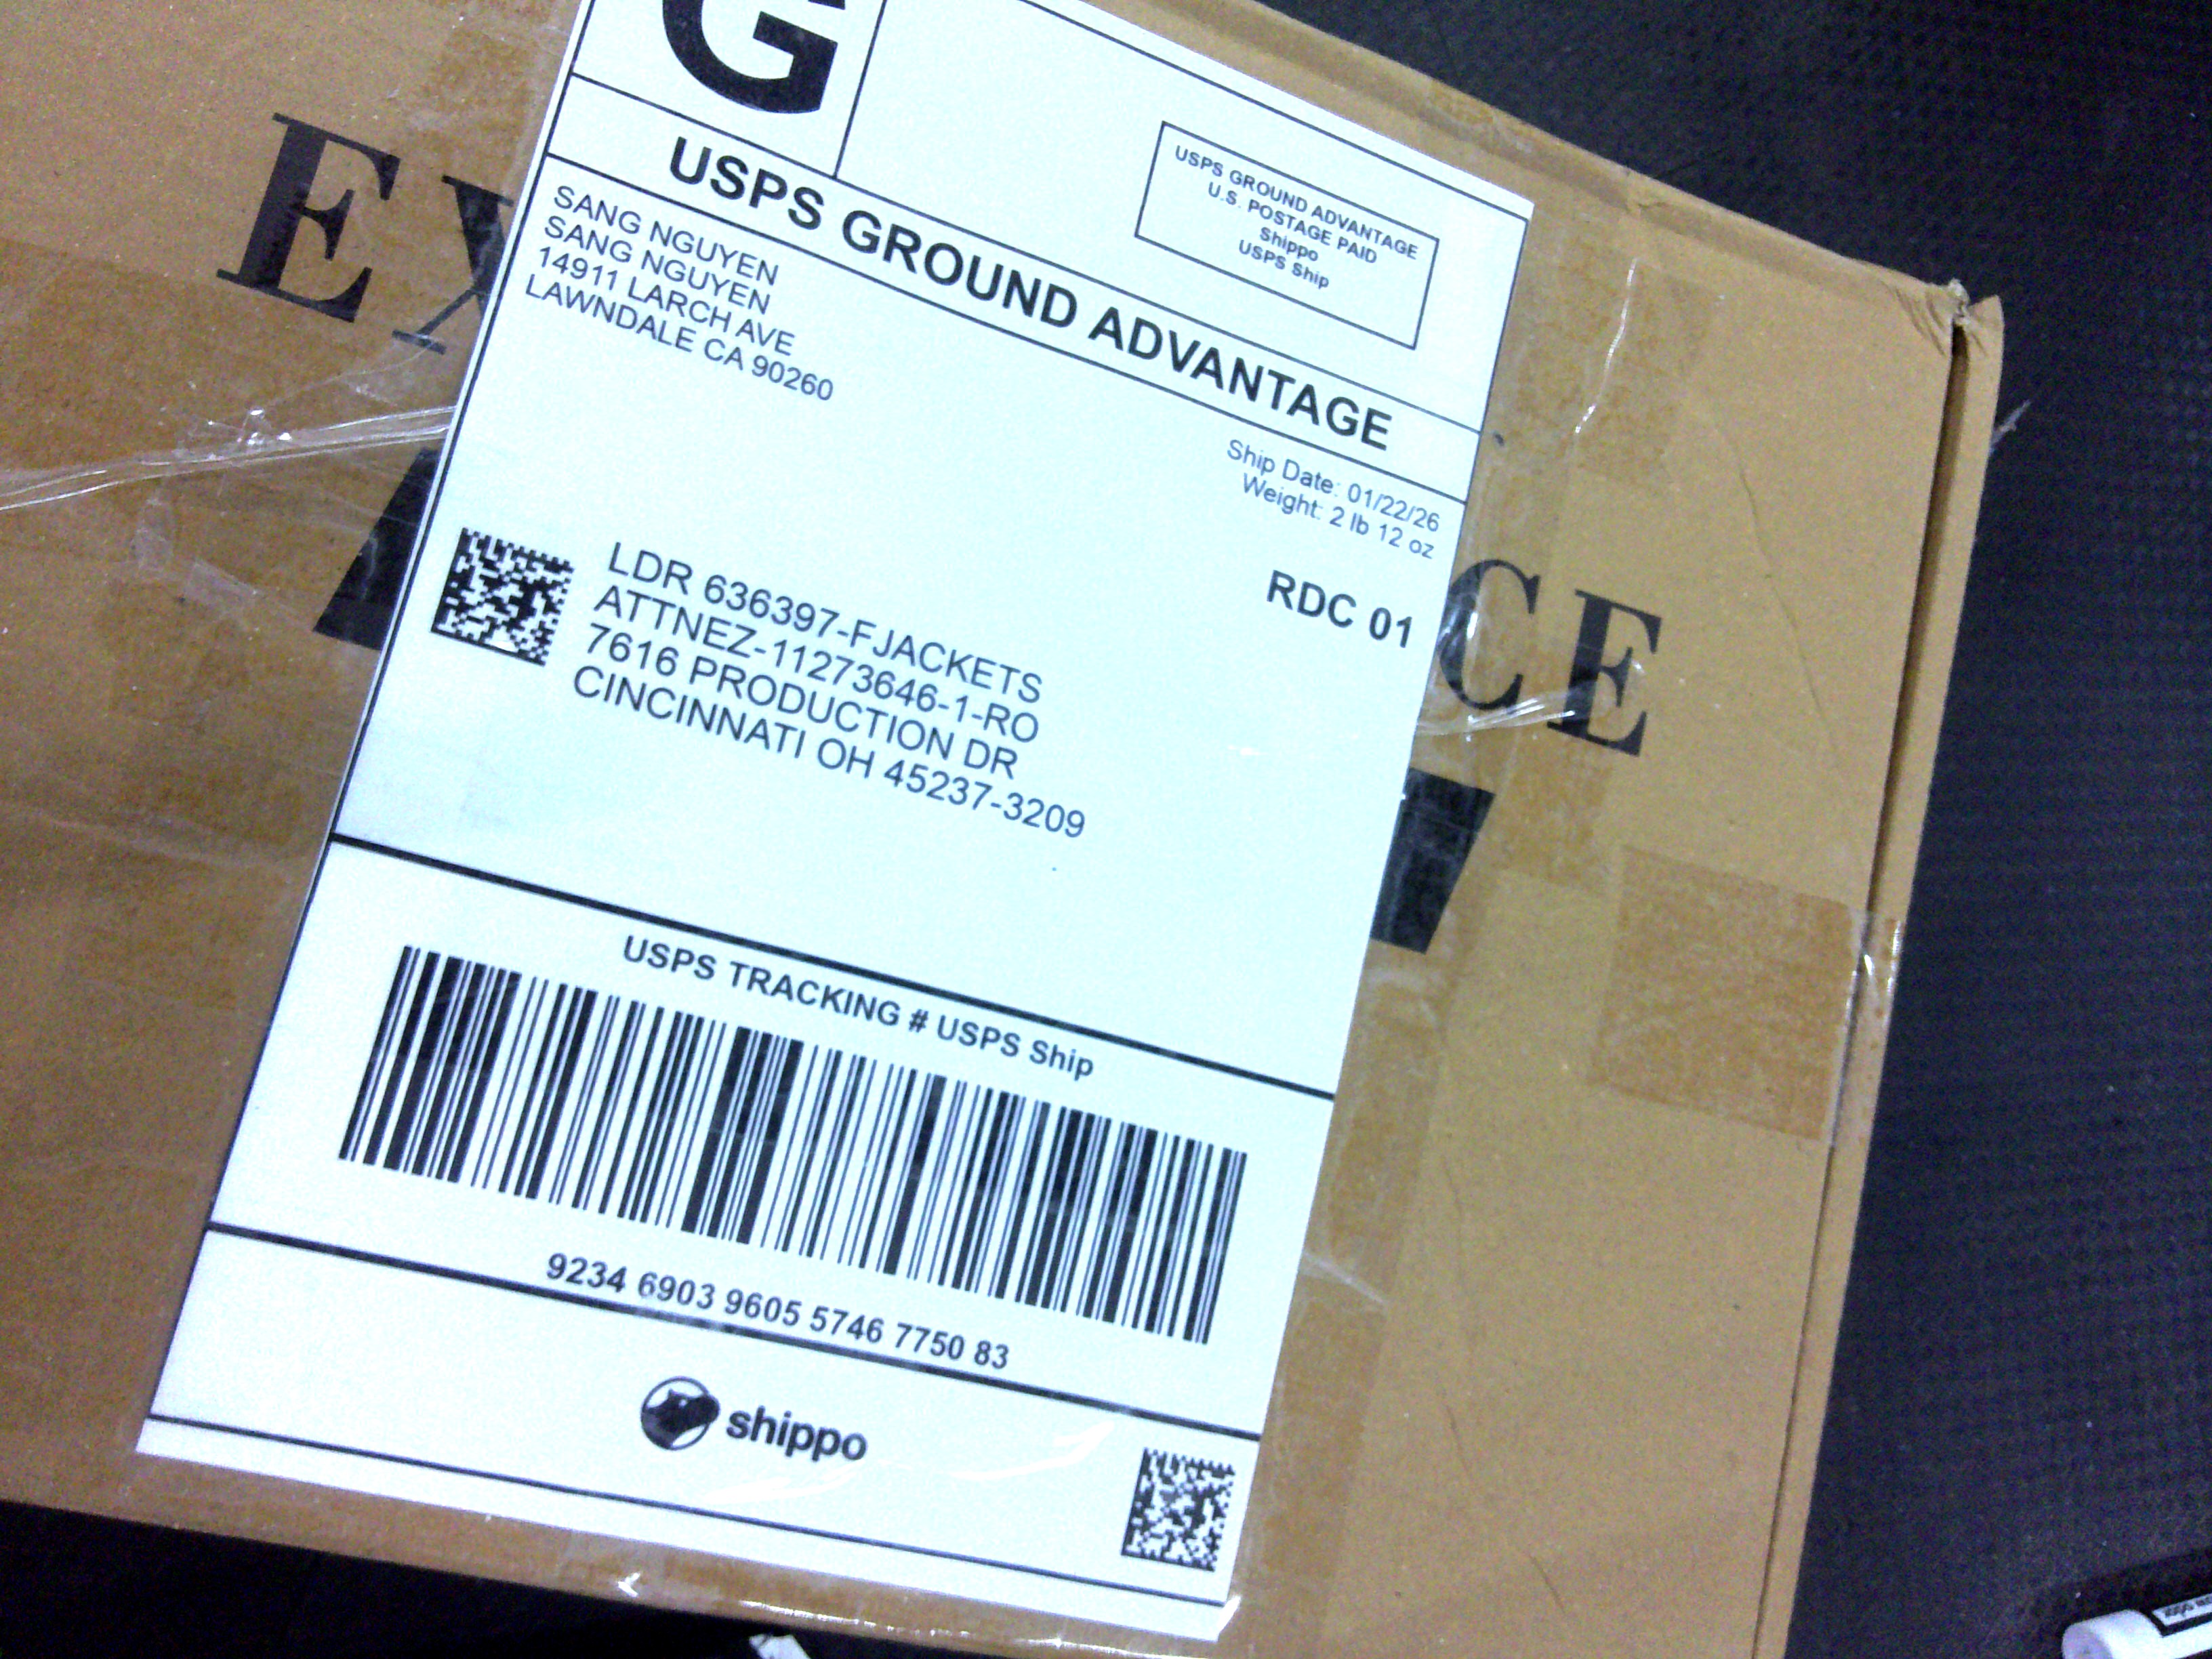 G
USPS GROUND ADVANTAGE
U.S. POSTAGE PAID
Shippo
USPS Ship
USPS GROUND ADVANTAGE
SANG NGUYEN
SANG NGUYEN
14911 LARCH AVE
LAWNDALE CA 90260
Ship Date: 01/22/26
Weight: 2 lb 12 oz
RDC 01
LDR 636397-FJACKETS
ATTNEZ-11273646-1-RO
7616 PRODUCTION DR
CINCINNATI OH 45237-3209
USPS TRACKING # USPS Ship
9234 6903 9605 5746 7750 83
shippo
EX
CE